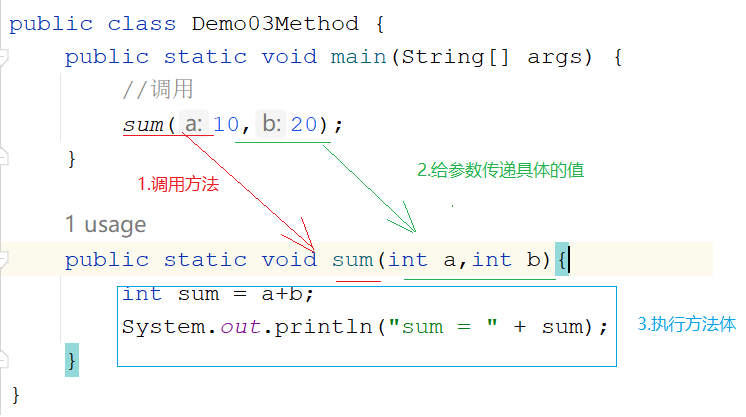 public class Demo03Method {
public static void main(String[] args) {
//调用
sum( a: 10, b: 20);
}
1.调用方法
2.给参数传递具体的值
1 usage
public static void sum(int a,int b){
int sum = a+b;
System.out.println("sum = " + sum);
3.执行方法体
}
}